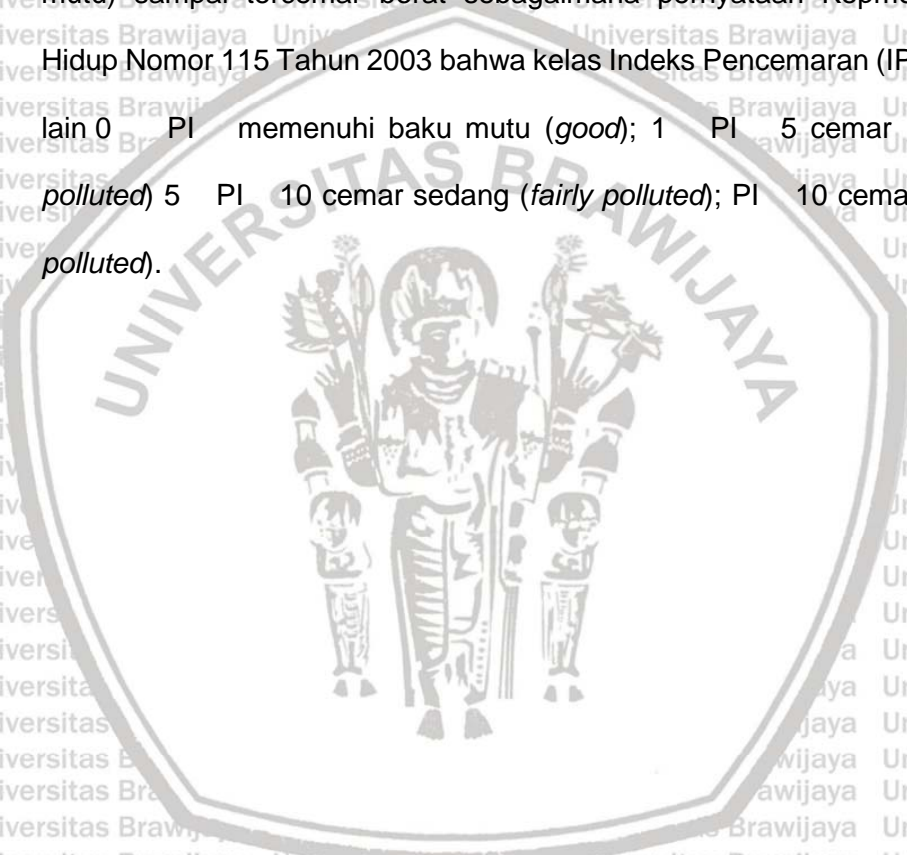 mutu) sampai tercemar berat sebagaimana pernyataan Kepme
Hidup Nomor 115 Tahun 2003 bahwa kelas Indeks Pencemaran (IP
lain 0 PI memenuhi baku mutu (good); 1 PI 5 cemar
polluted) 5 PI 10 cemar sedang (fairly polluted); PI 10 cema
polluted).
UNIVERSITAS BRAWIJAYA